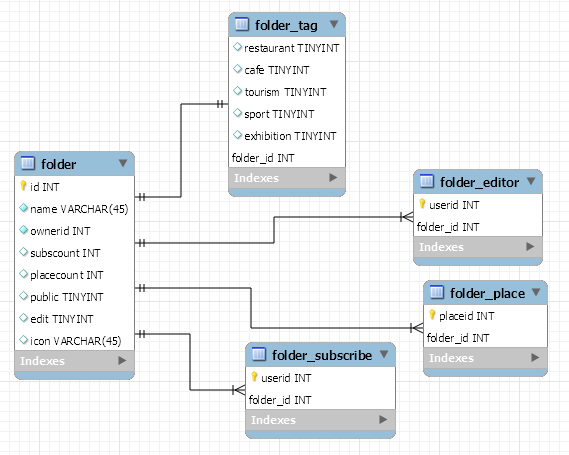 folder_tag
restaurant TINYINT
cafe TINYINT
tourism TINYINT
sport TINYINT
exhibition TINYINT
folder_id INT
Indexes
folder
id INT
name VARCHAR(45)
ownerid INT
subscount INT
placecount INT
public TINYINT
edit TINYINT
icon VARCHAR(45)
Indexes
folder_editor
userid INT
folder_id INT
Indexes
folder_place
placeid INT
folder_id INT
Indexes
folder_subscribe
userid INT
folder_id INT
Indexes